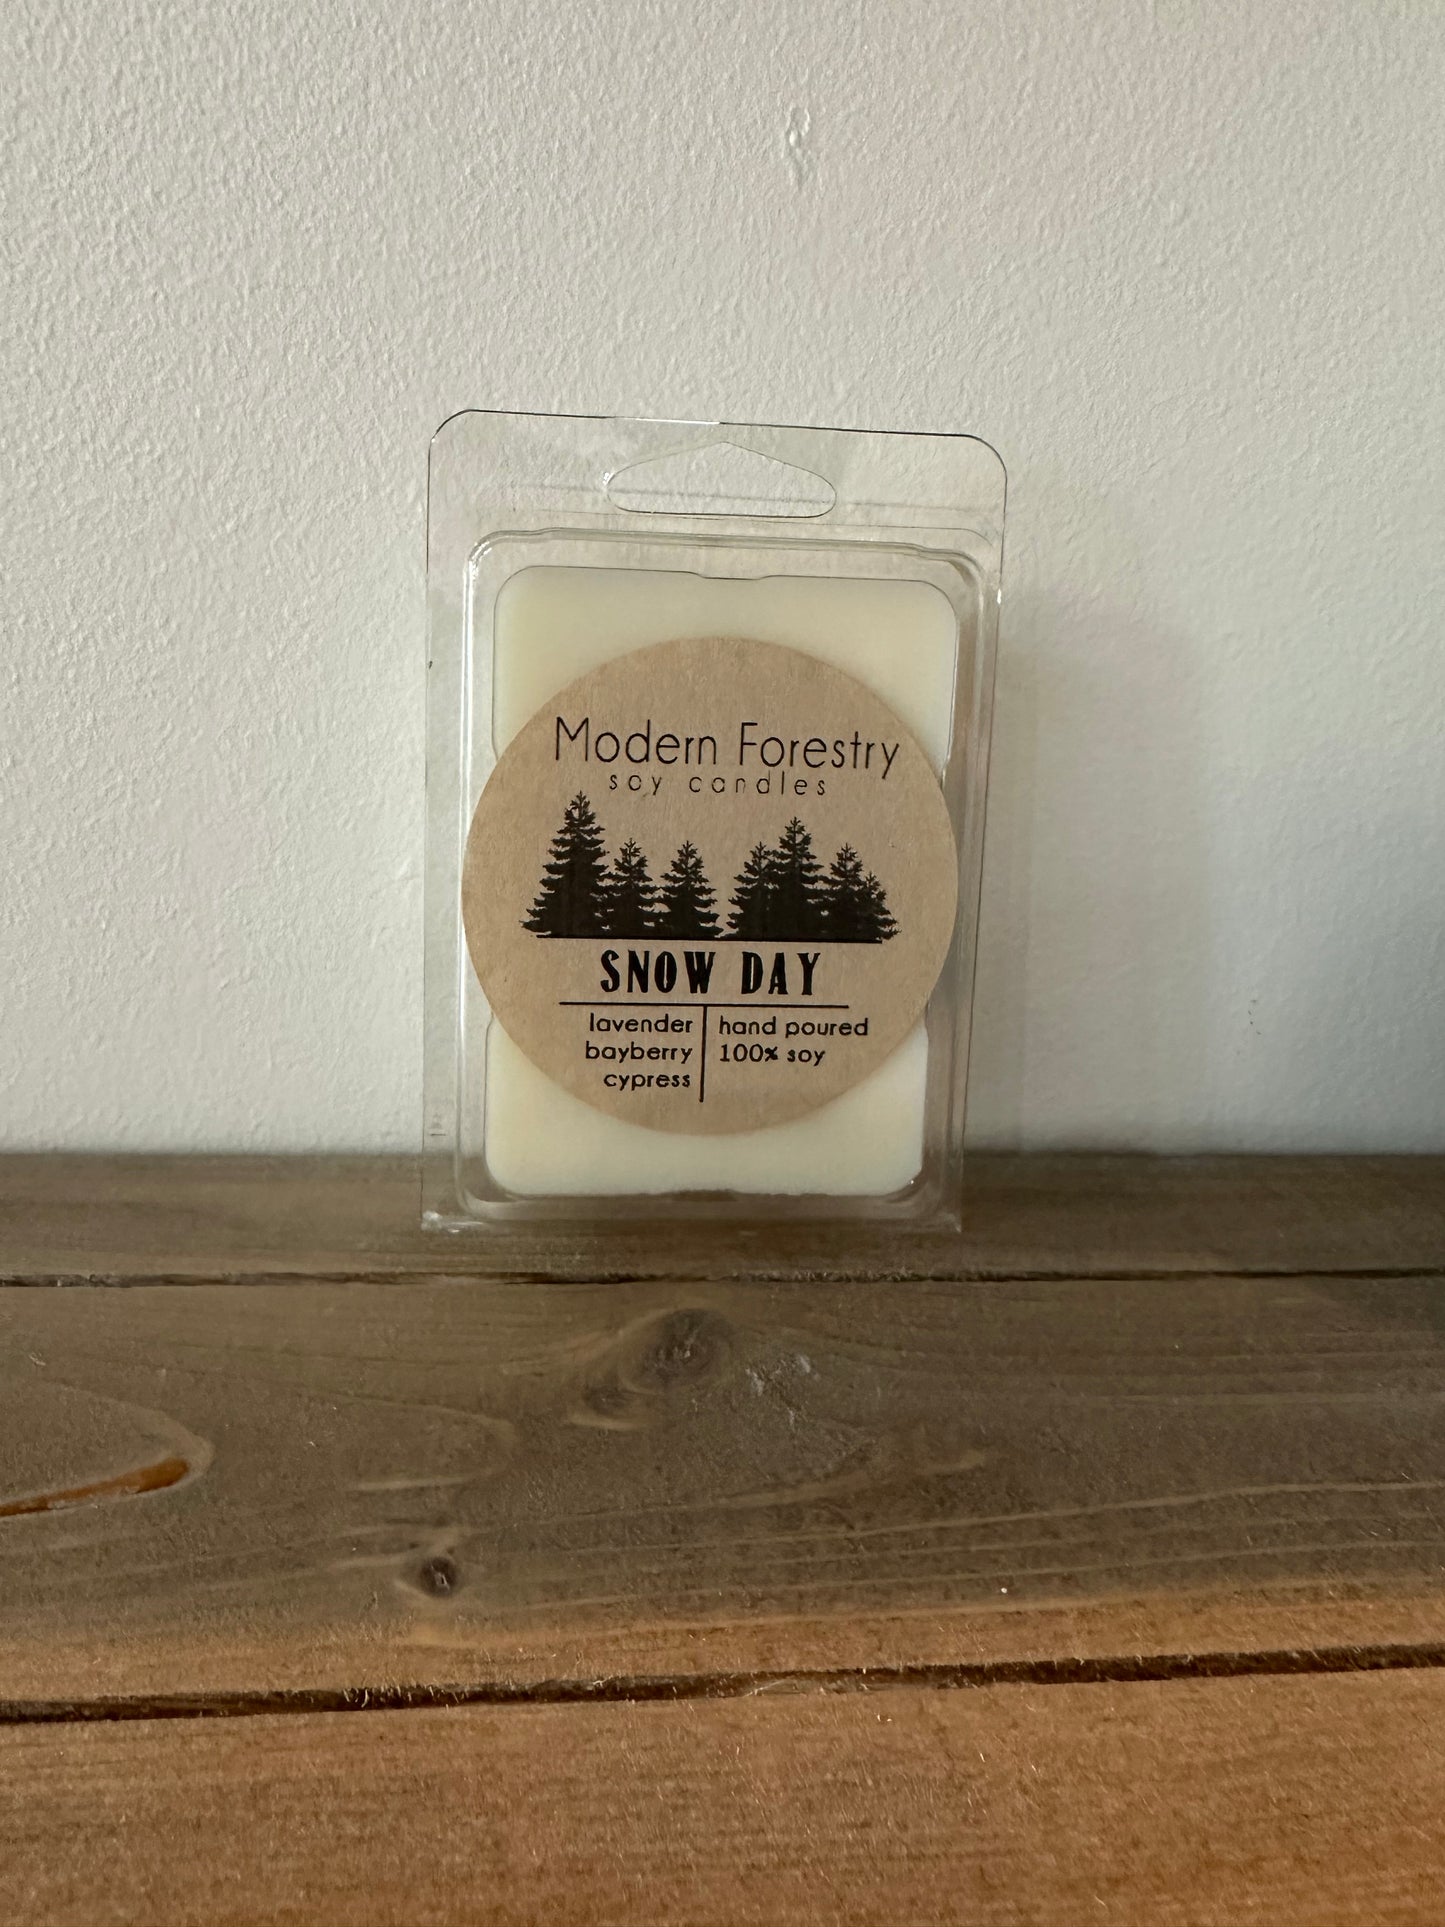 Modern Forestry
soy candles
SNOW DAY
lavender
bayberry
cypress
hand poured
100% soy